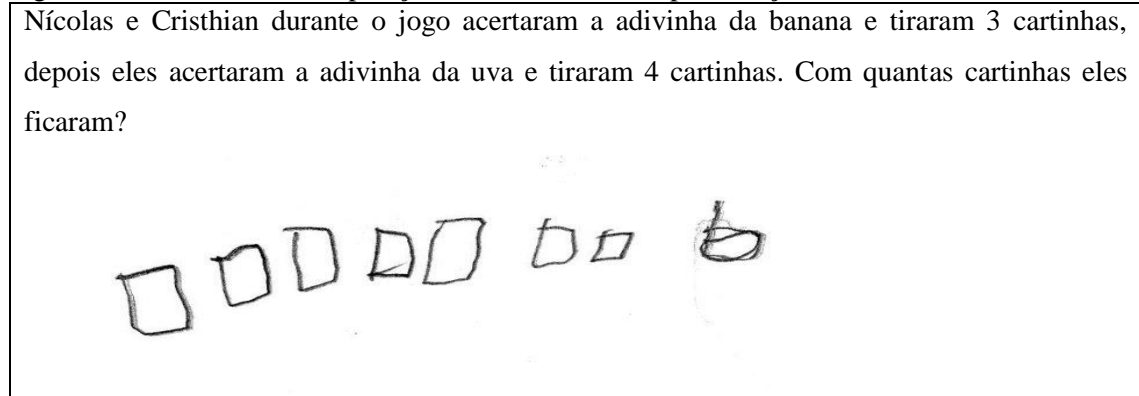 Nícolas e Cristhian durante o jogo acertaram a adivinha da banana e tiraram 3 cartinhas,
depois eles acertaram a adivinha da uva e tiraram 4 cartinhas. Com quantas cartinhas eles
ficaram?